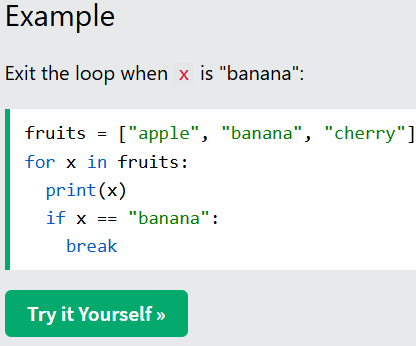 Example
Exit the loop when x is "banana":
fruits = ["apple", "banana", "cherry"]
for x in fruits:
  print(x)
  if x == "banana":
    break
Try it Yourself »